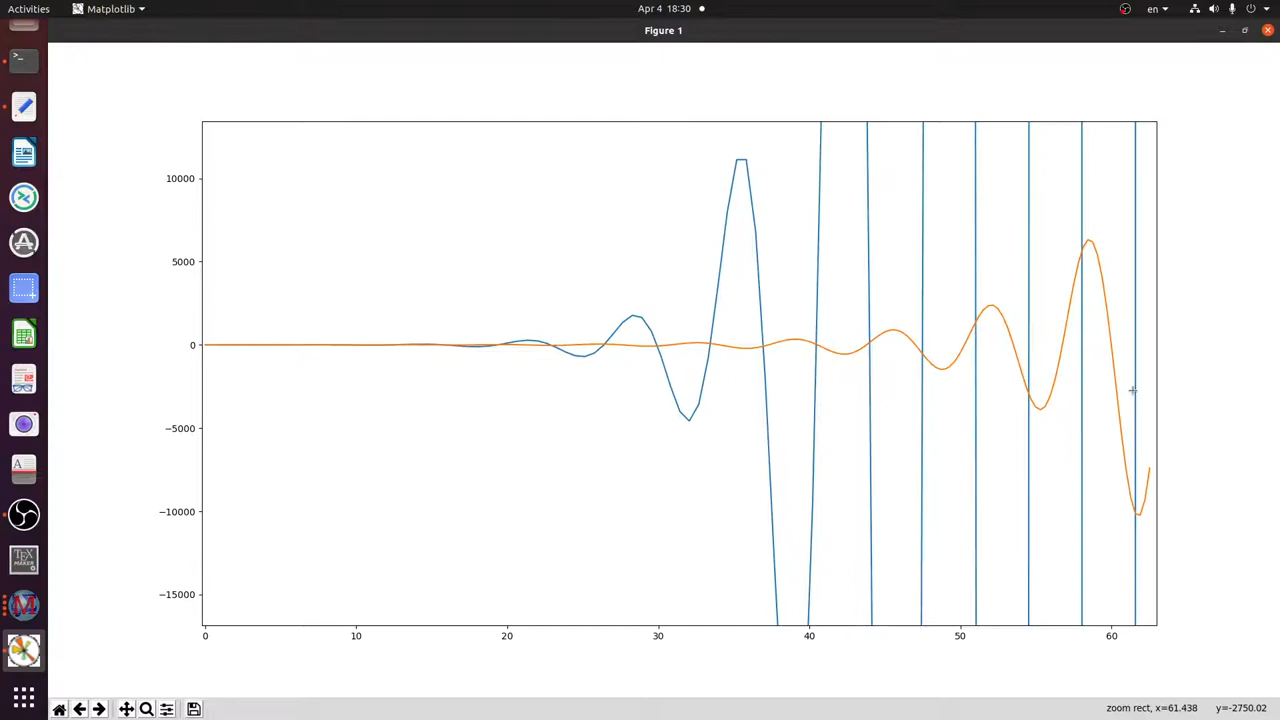 Activities
Matplotlib
Apr 4 18:30
en
Figure 1
10000
5000
0
−5000
−10000
−15000
0
10
20
30
40
50
60
zoom rect, x=61.438 y=-2750.02